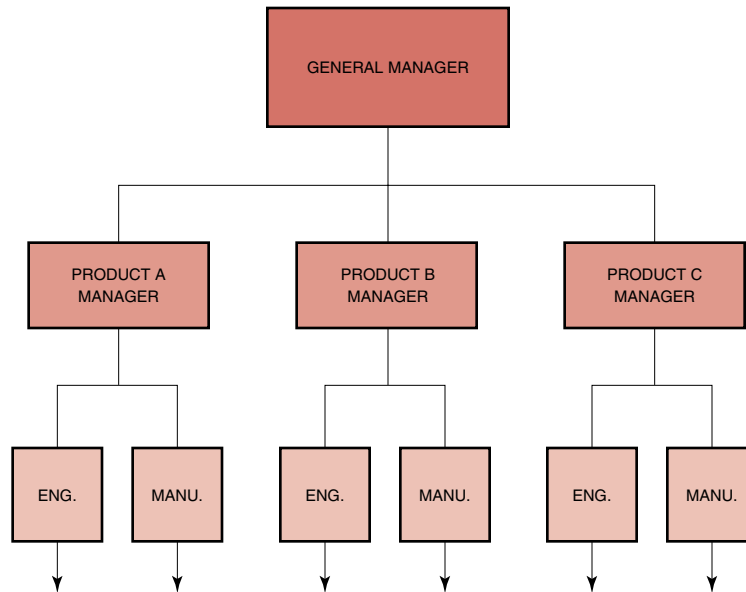 GENERAL MANAGER
PRODUCT A
MANAGER
PRODUCT B
MANAGER
PRODUCT C
MANAGER
ENG.
MANU.
ENG.
MANU.
ENG.
MANU.